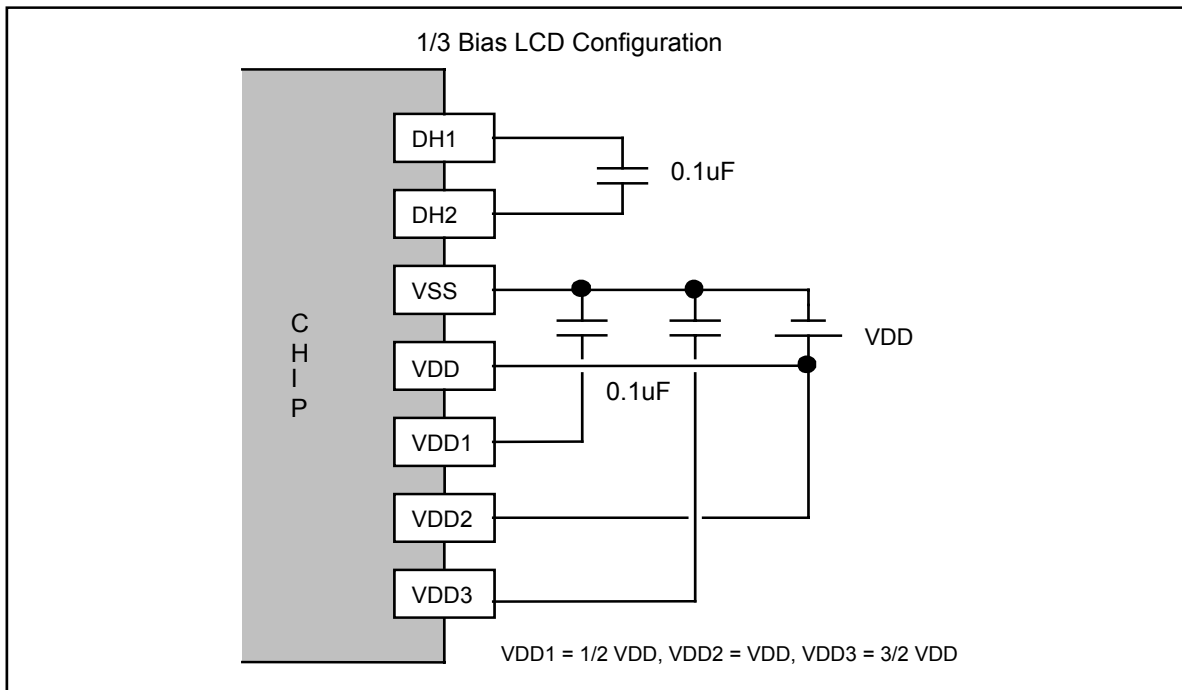 1/3 Bias LCD Configuration
DH1
0.1uF
DH2
VSS
CHIP
VDD
VDD
0.1uF
VDD1
VDD2
VDD3
VDD1 = 1/2 VDD, VDD2 = VDD, VDD3 = 3/2 VDD